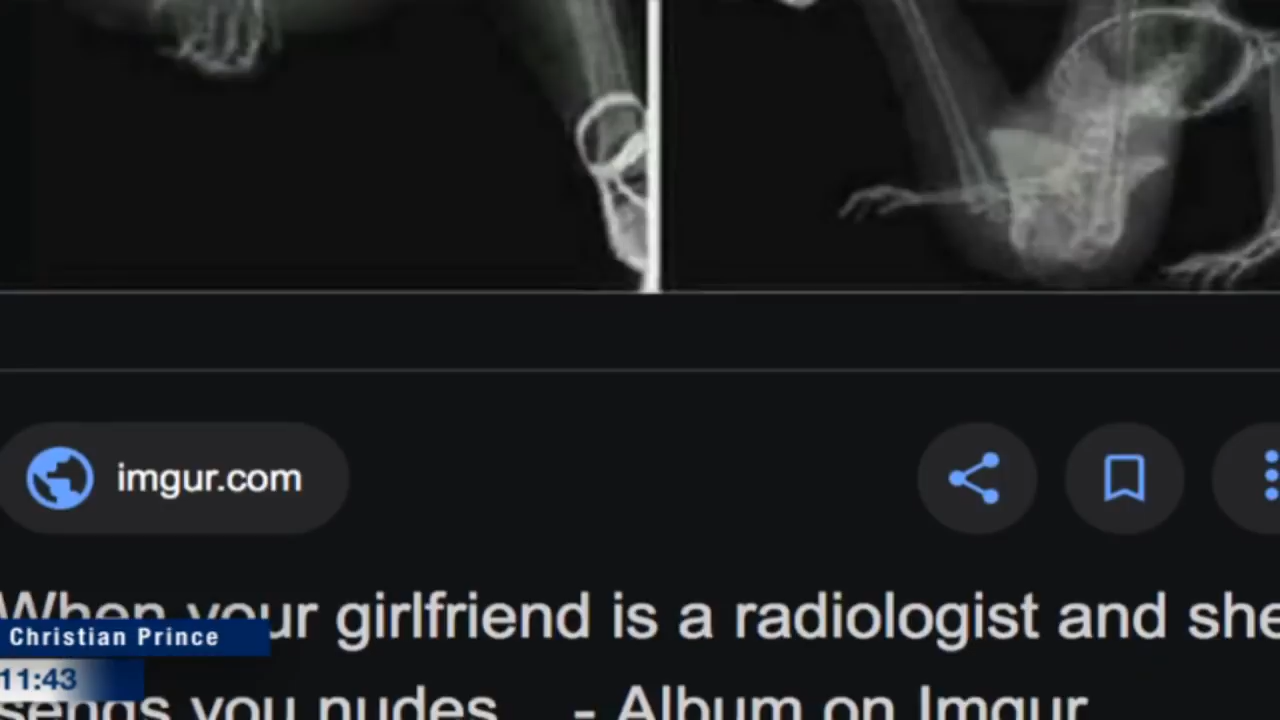 imgur.com
When your girlfriend is a radiologist and she
Christian Prince
11:43
sends you nudes... - Album on Imgur